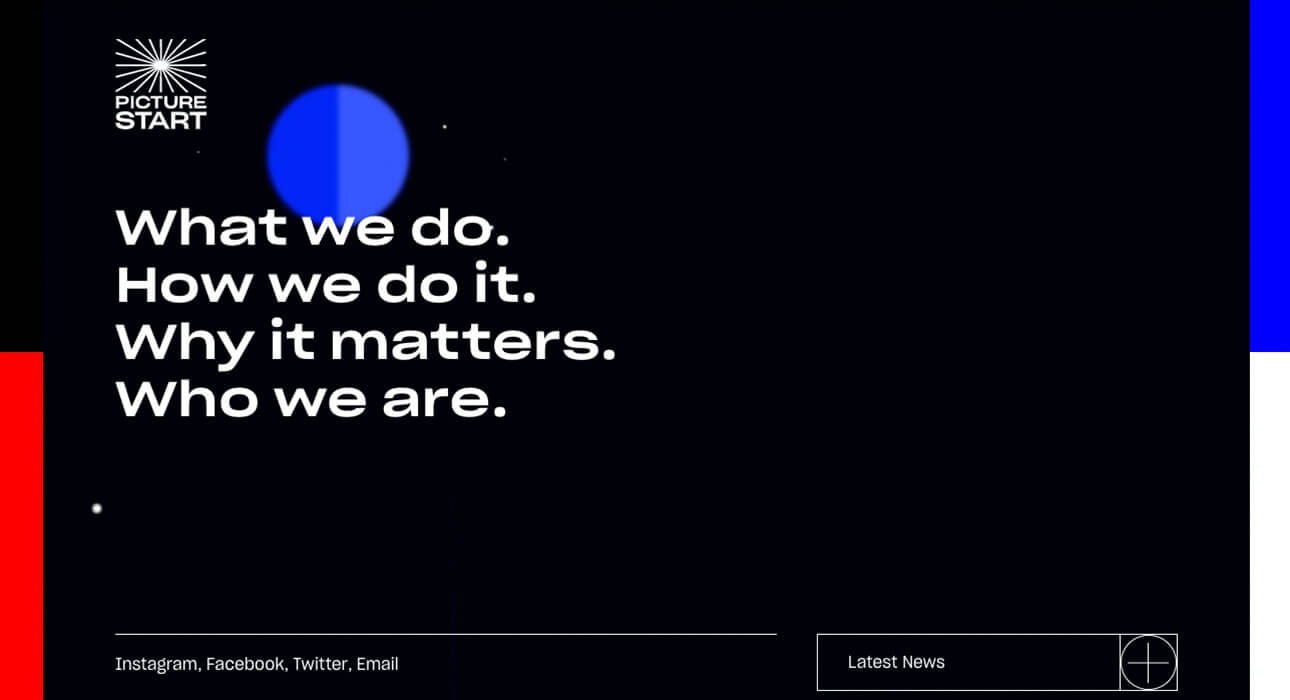 PICTURE
START
What we do.
How we do it.
Why it matters.
Who we are.
Instagram, Facebook, Twitter, Email
Latest News